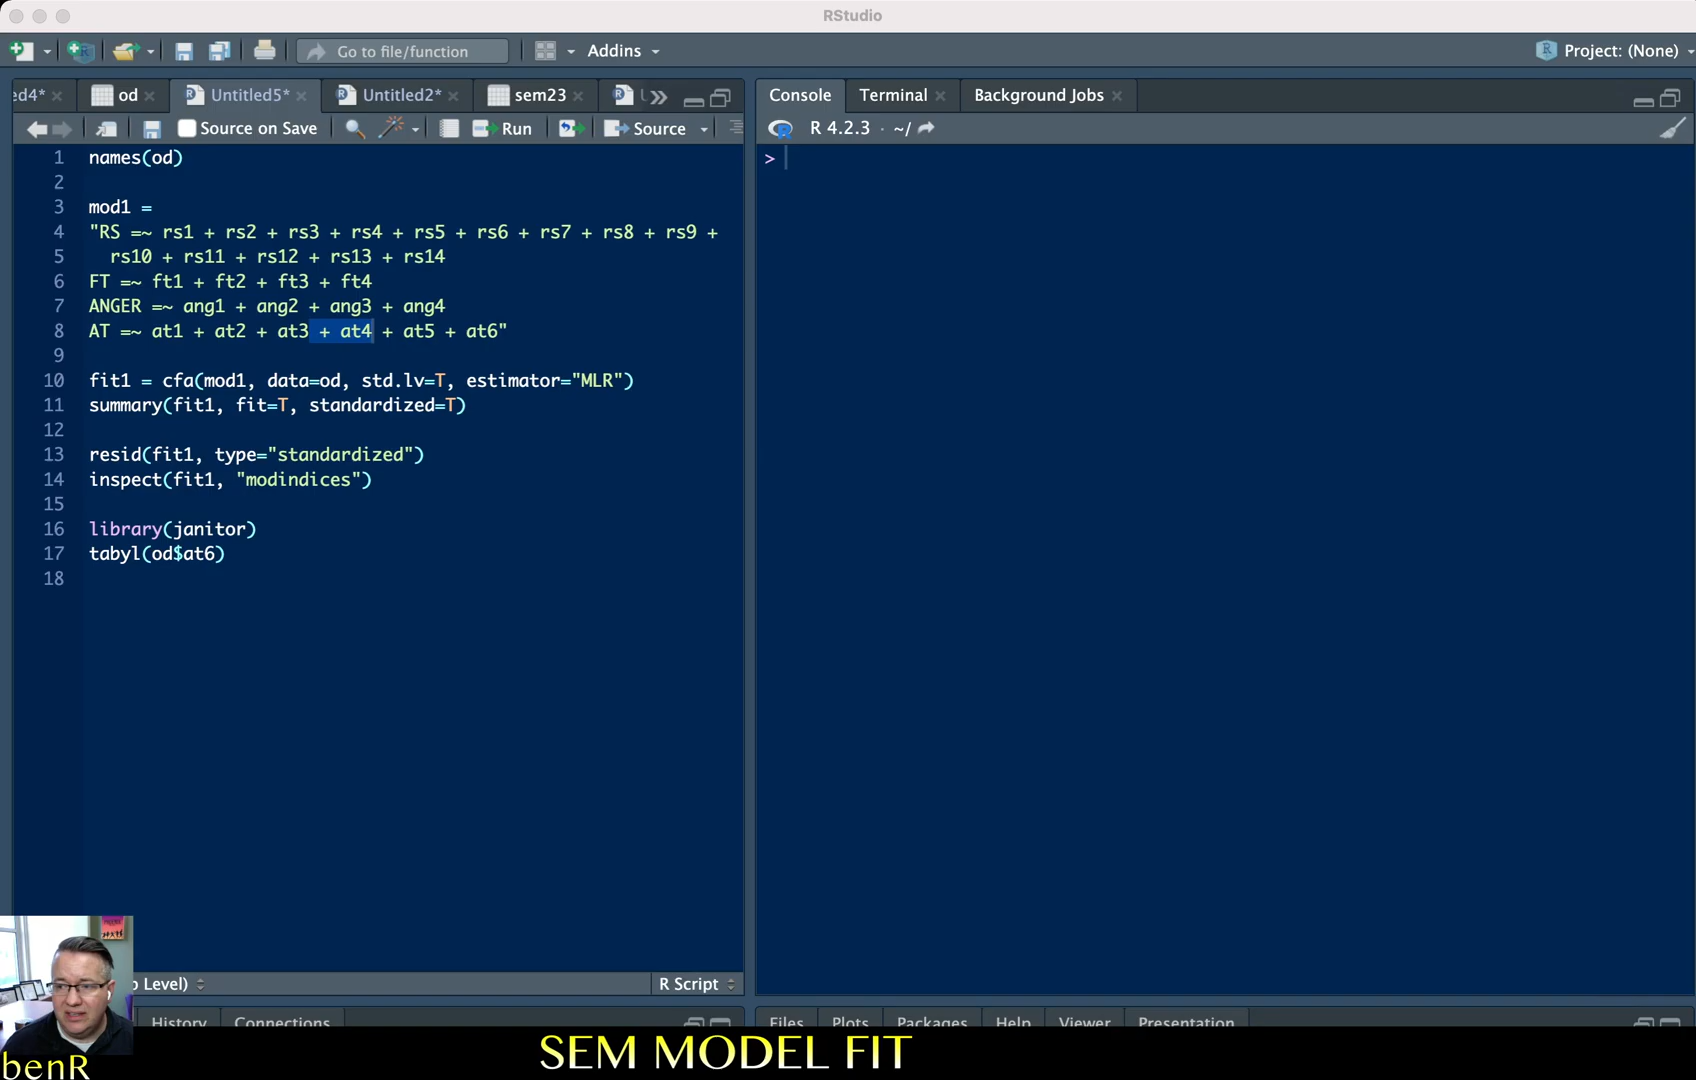 RStudio
Go to file/function
Addins
Project: (None)
ed4*
od
Untitled5*
Untitled2*
sem23
Source on Save
Run
Source
1 names(od)
2
3 mod1 =
4 "RS =~ rs1 + rs2 + rs3 + rs4 + rs5 + rs6 + rs7 + rs8 + rs9 +
5 rs10 + rs11 + rs12 + rs13 + rs14
6 FT =~ ft1 + ft2 + ft3 + ft4
7 ANGER =~ ang1 + ang2 + ang3 + ang4
8 AT =~ at1 + at2 + at3 + at4 + at5 + at6"
9
10 fit1 = cfa(mod1, data=od, std.lv=T, estimator="MLR")
11 summary(fit1, fit=T, standardized=T)
12
13 resid(fit1, type="standardized")
14 inspect(fit1, "modindices")
15
16 library(janitor)
17 tabyl(od$at6)
18
Level)
R Script
History
Connections
Console
Terminal
Background Jobs
R 4.2.3 · ~/
>
Files
Plots
Packages
Help
Viewer
Presentation
benR
SEM MODEL FIT